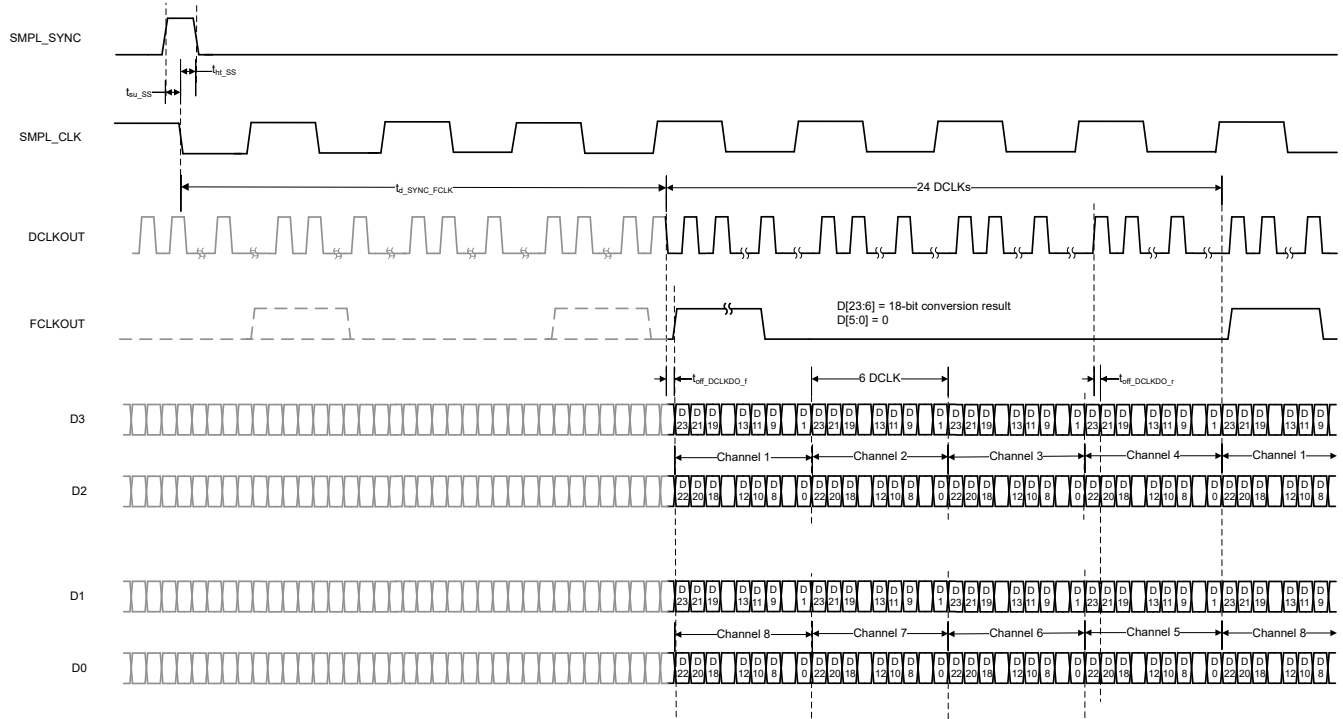 SMPL_SYNC
tht_SS
tsu_SS
SMPL_CLK
td_SYNC_FCLK
24 DCLKs
DCLKOUT
FCLKOUT
D[23:6] = 18-bit conversion result
D[5:0] = 0
toff_DCLKDO_f
6 DCLK
toff_DCLKDO_r
D3
D D D D D D D D D D D D D D D D D D D D D D D D D D D D D D D D D D
23 21 19 13 11 9 1 23 21 19 13 11 9 1 23 21 19 13 11 9 1 23 21 19 13 11 9 1 23 21 19 13 11 9
Channel 1 Channel 2 Channel 3 Channel 4 Channel 1
D2
D D D D D D D D D D D D D D D D D D D D D D D D D D D D D D D D D D
22 20 18 12 10 8 0 22 20 18 12 10 8 0 22 20 18 12 10 8 0 22 20 18 12 10 8 0 22 20 18 12 10 8
D1
D D D D D D D D D D D D D D D D D D D D D D D D D D D D D D D D D D
23 21 19 13 11 9 1 23 21 19 13 11 9 1 23 21 19 13 11 9 1 23 21 19 13 11 9 1 23 21 19 13 11 9
Channel 8 Channel 7 Channel 6 Channel 5 Channel 8
D0
D D D D D D D D D D D D D D D D D D D D D D D D D D D D D D D D D D
22 20 18 12 10 8 0 22 20 18 12 10 8 0 22 20 18 12 10 8 0 22 20 18 12 10 8 0 22 20 18 12 10 8